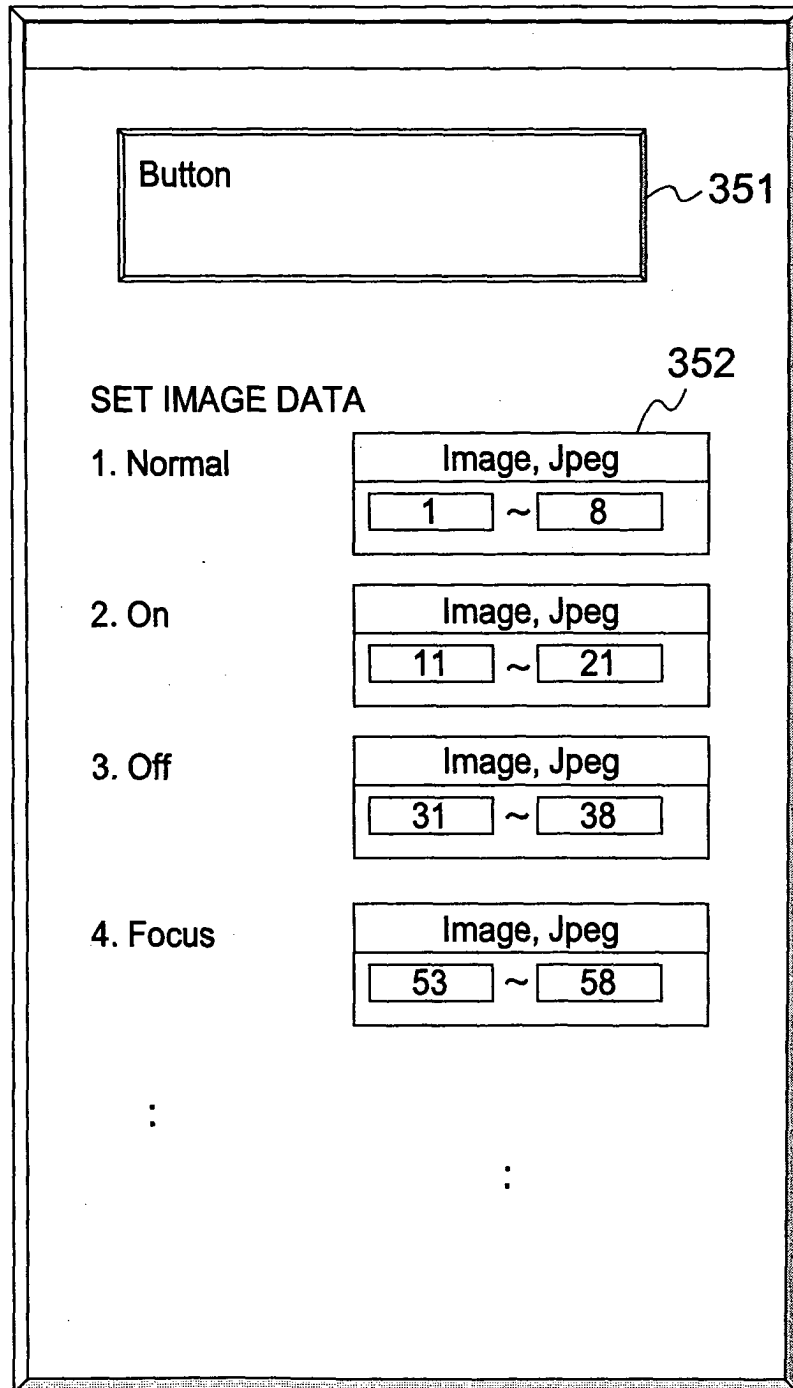 Button
351
352
SET IMAGE DATA
1. Normal
Image, Jpeg
1 ~ 8
2. On
Image, Jpeg
11 ~ 21
3. Off
Image, Jpeg
31 ~ 38
4. Focus
Image, Jpeg
53 ~ 58
:
: